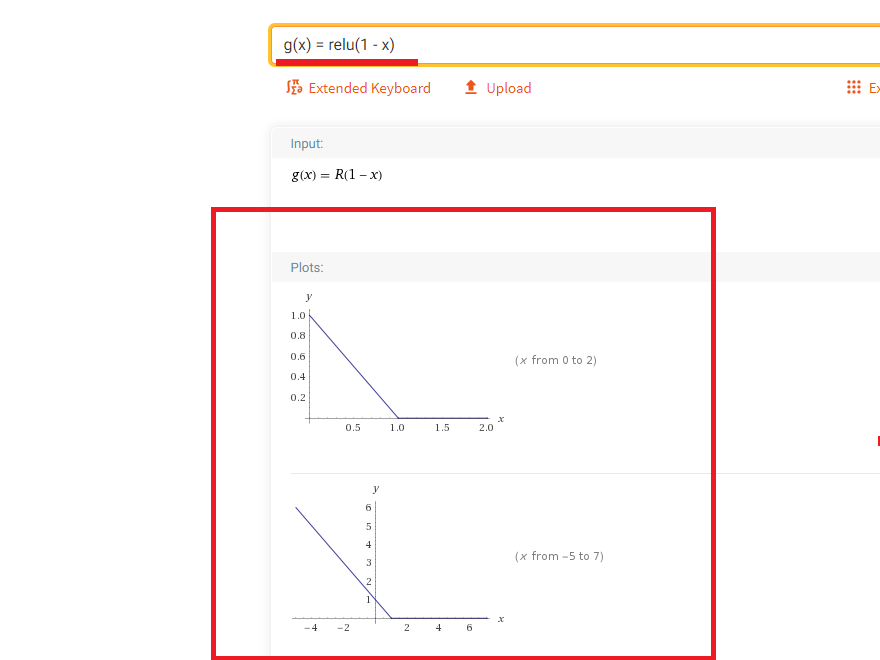 g(x) = relu(1 - x)
Extended Keyboard
Upload
Ex
Input:
g(x) = R(1 − x)
Plots:
y
1.0
0.8
0.6
0.4
0.2
0.5 1.0 1.5 2.0 x
(x from 0 to 2)
y
6
5
4
3
2
1
−4 −2 2 4 6 x
(x from −5 to 7)